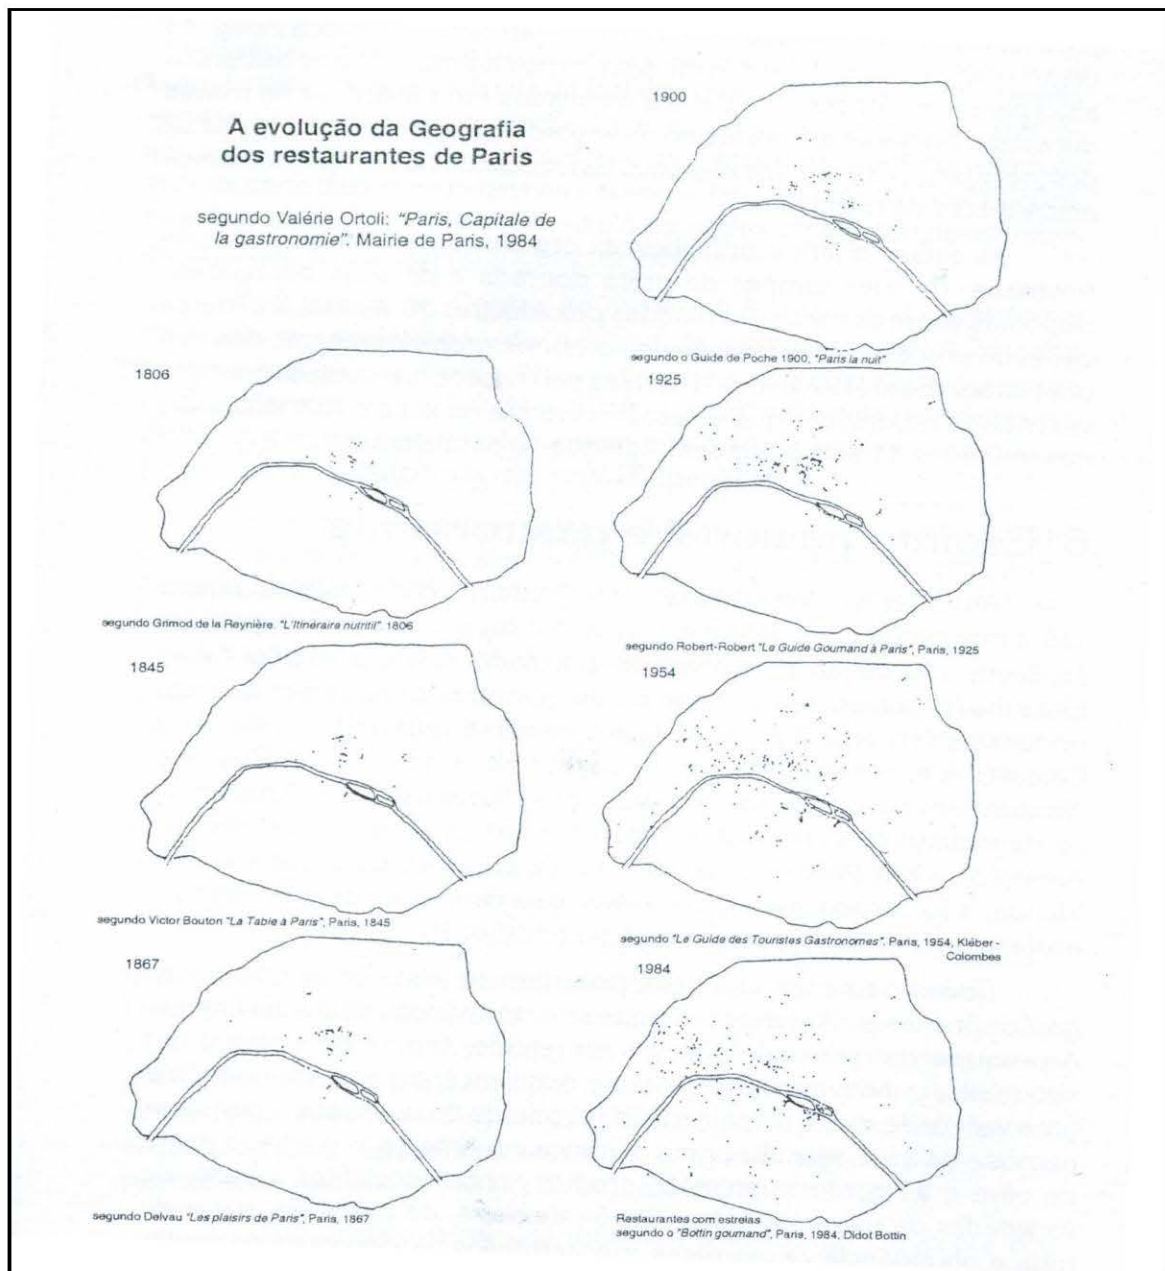 A evolução da Geografia
dos restaurantes de Paris
segundo Valérie Ortoli: "Paris, Capitale de
la gastronomie". Mairie de Paris, 1984
1806
segundo Grimod de la Reynière. "L'Itinéraire nutritif". 1806
1845
segundo Victor Bouton "La Table à Paris", Paris, 1845
1867
segundo Delvau "Les plaisirs de Paris", Paris, 1867
1900
segundo o Guide de Poche 1900, "Paris la nuit"
1925
segundo Robert-Robert "Le Guide Goumand à Paris", Paris, 1925
1954
segundo "Le Guide des Touristes Gastronomes". Paris, 1954, Kléber-
Colombes
1984
Restaurantes com estrelas
segundo o "Bottin goumand", Paris, 1984, Didot Bottin